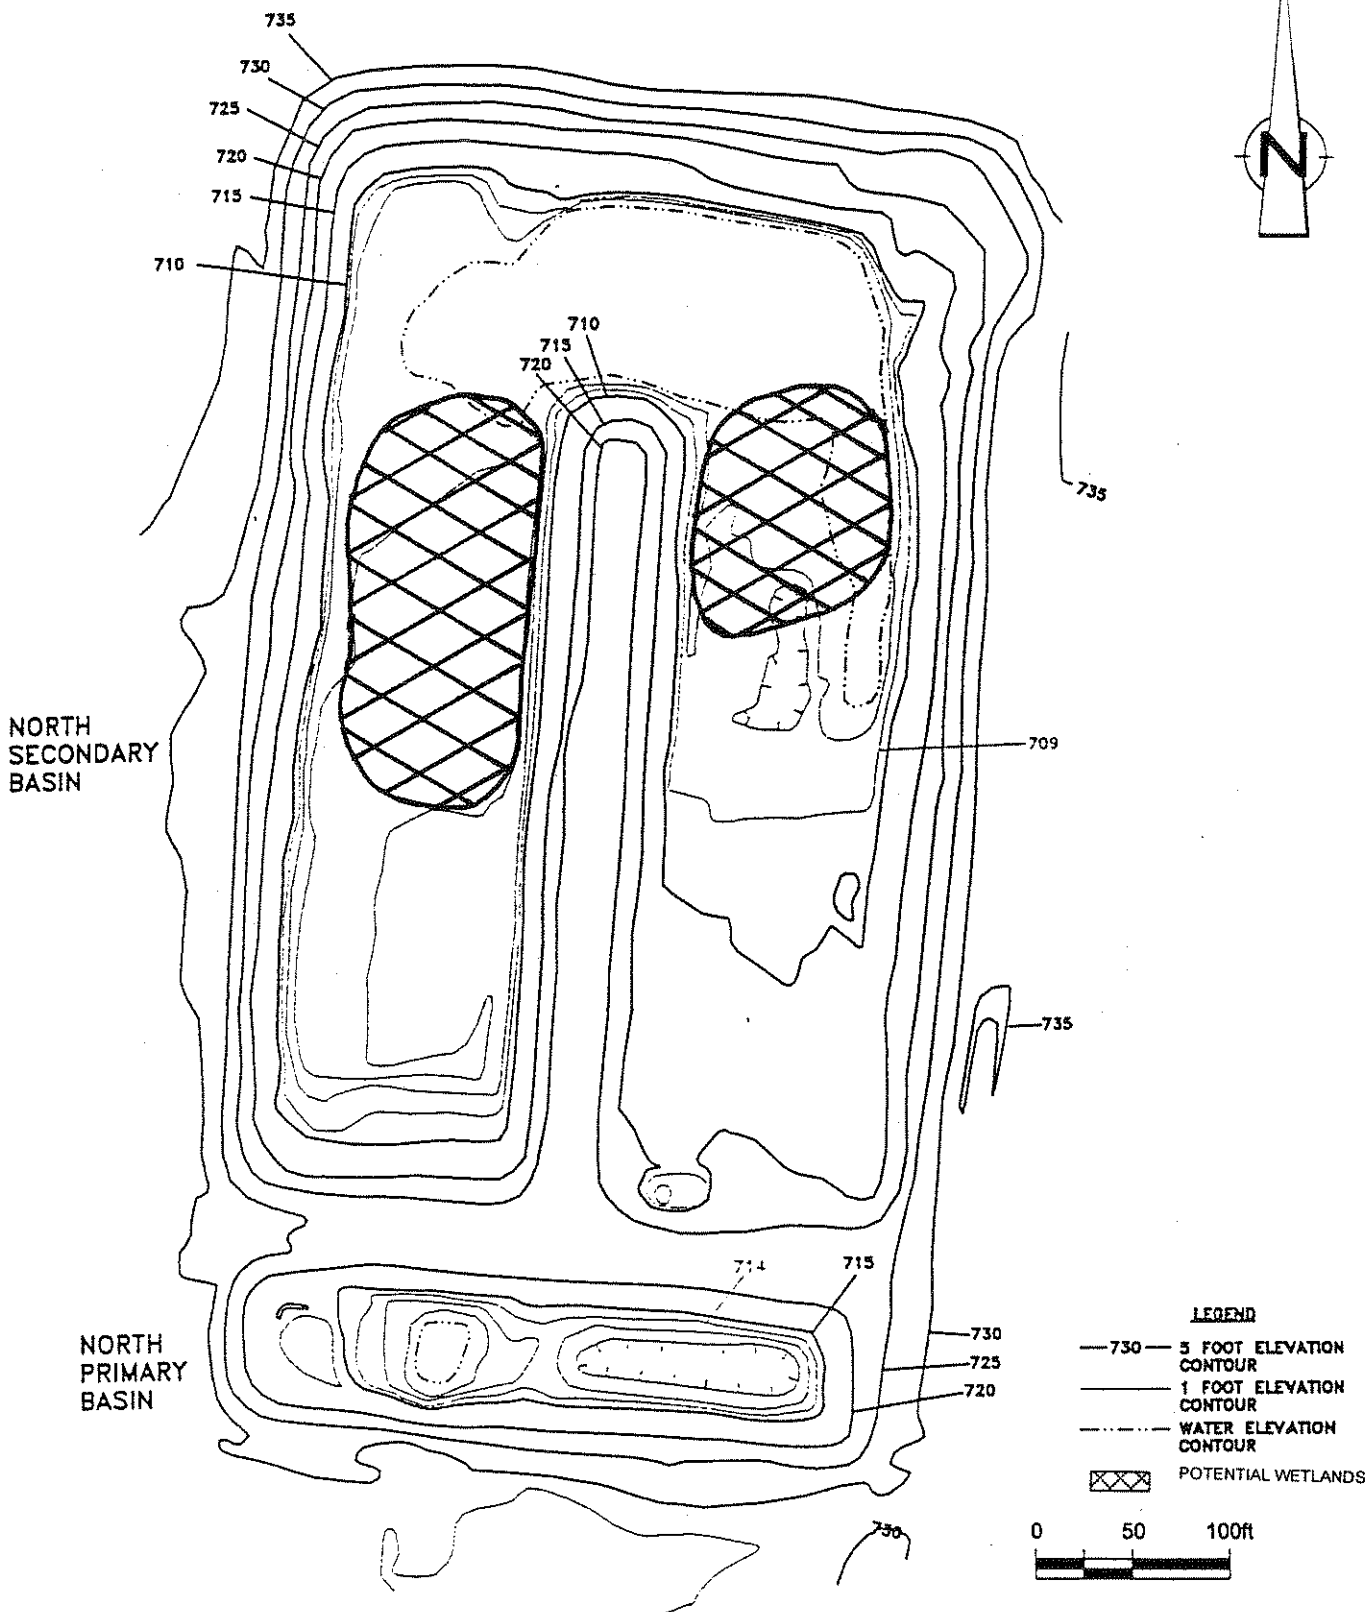 735
730
725
720
715
710
N
710
715
720
735
NORTH
SECONDARY
BASIN
709
735
714
715
NORTH
PRIMARY
BASIN
730
725
720
LEGEND
730 5 FOOT ELEVATION
CONTOUR
1 FOOT ELEVATION
CONTOUR
WATER ELEVATION
CONTOUR
POTENTIAL WETLANDS
730
0 50 100ft